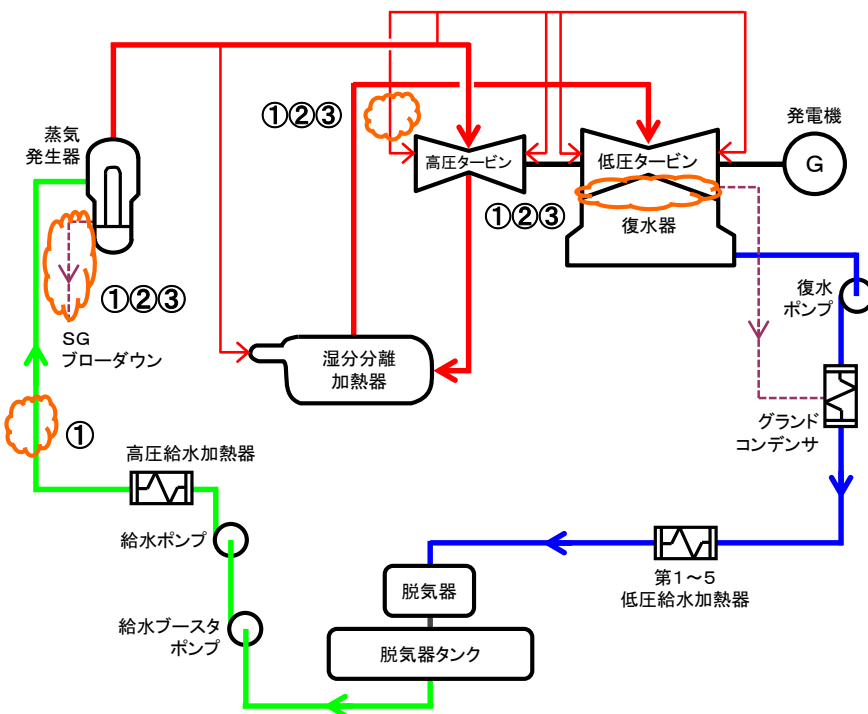 ①②③
発電機
蒸気
発生器
高圧タービン
低圧タービン
G
①②③
復水器
①②③
復水
ポンプ
SG
ブローダウン
湿分分離
加熱器
①
グランド
コンデンサ
高圧給水加熱器
給水ポンプ
第1～5
低圧給水加熱器
脱気器
給水ブースタ
ポンプ
脱気器タンク